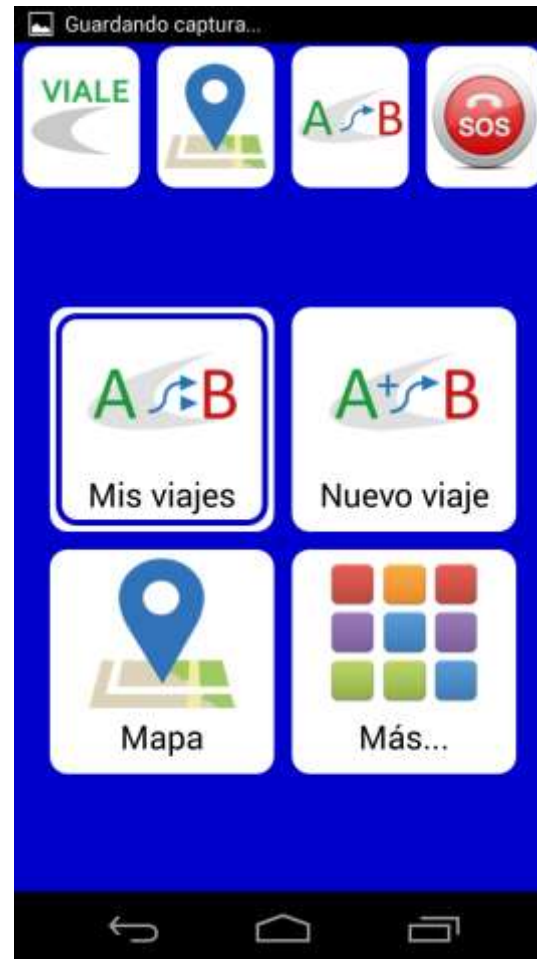 Guardando captura...
VIALE
A B
SOS
A B
Mis viajes
A+ B
Nuevo viaje
Mapa
Más...